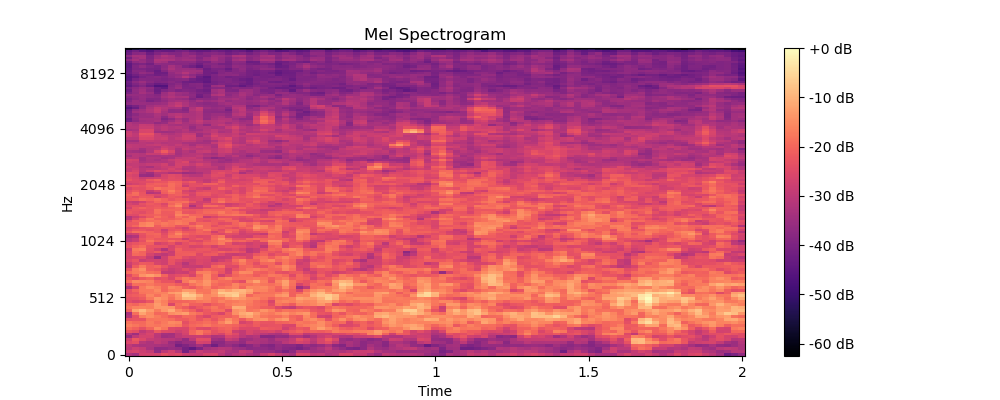 Mel Spectrogram
Hz
8192
4096
2048
1024
512
0
0 0.5 1 1.5 2
Time
+0 dB
-10 dB
-20 dB
-30 dB
-40 dB
-50 dB
-60 dB